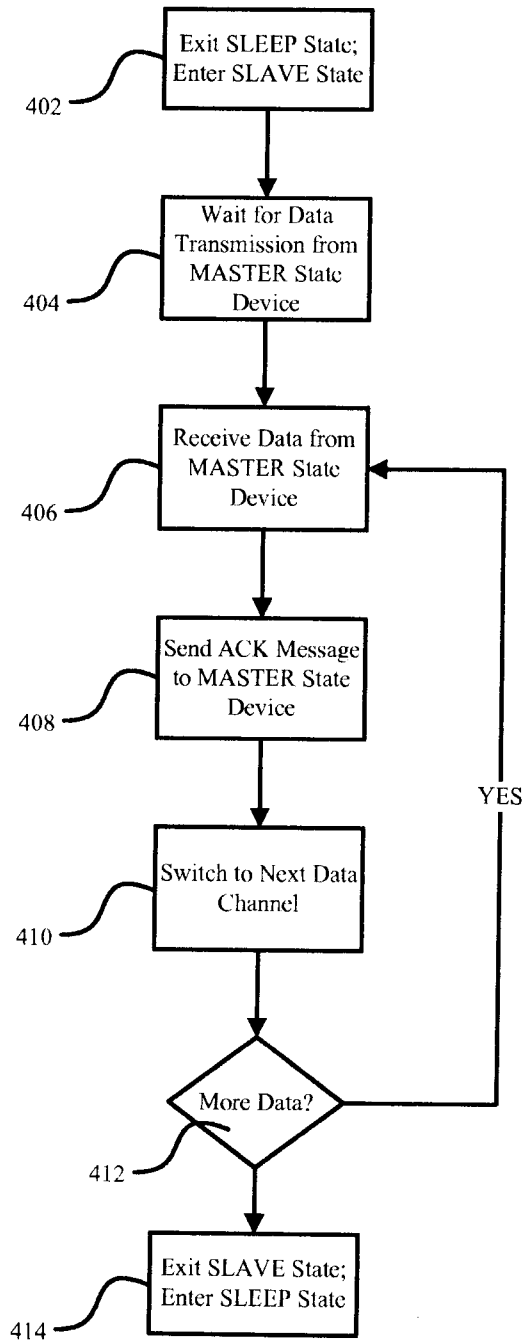 Exit SLEEP State;
Enter SLAVE State
402
Wait for Data
Transmission from
MASTER State
Device
404
Receive Data from
MASTER State
Device
406
Send ACK Message
to MASTER State
Device
408
YES
Switch to Next Data
Channel
410
More Data?
412
Exit SLAVE State;
Enter SLEEP State
414